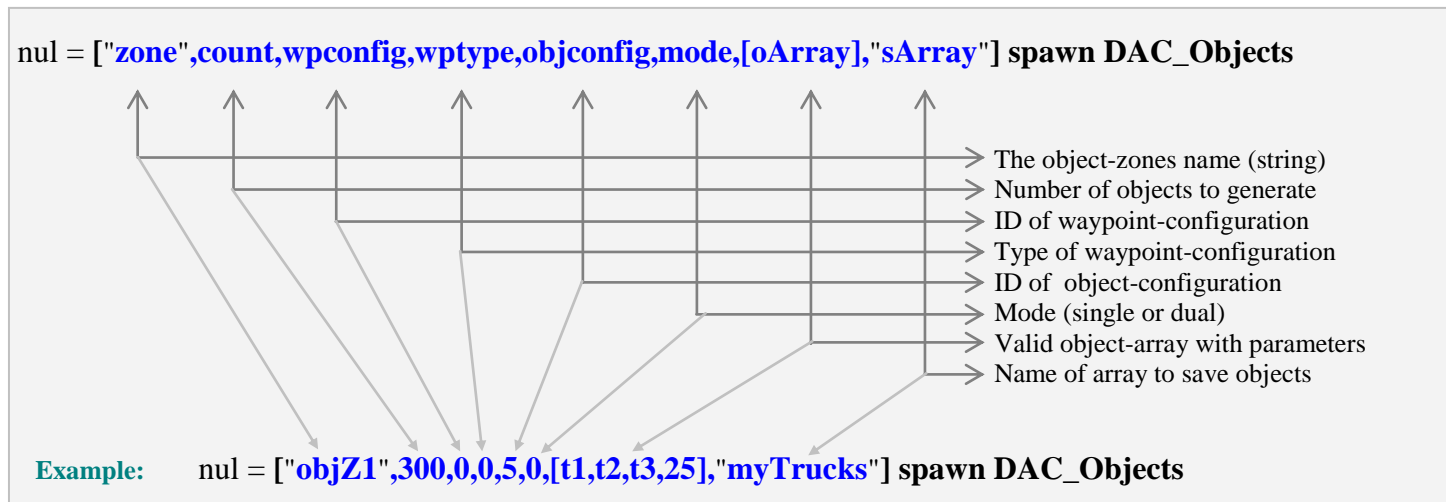 nul = ["zone",count,wpconfig,wptype,objconfig,mode,[oArray],"sArray"] spawn DAC_Objects
The object-zones name (string)
Number of objects to generate
ID of waypoint-configuration
Type of waypoint-configuration
ID of object-configuration
Mode (single or dual)
Valid object-array with parameters
Name of array to save objects
Example: nul = ["objZ1",300,0,0,5,0,[t1,t2,t3,25],"myTrucks"] spawn DAC_Objects